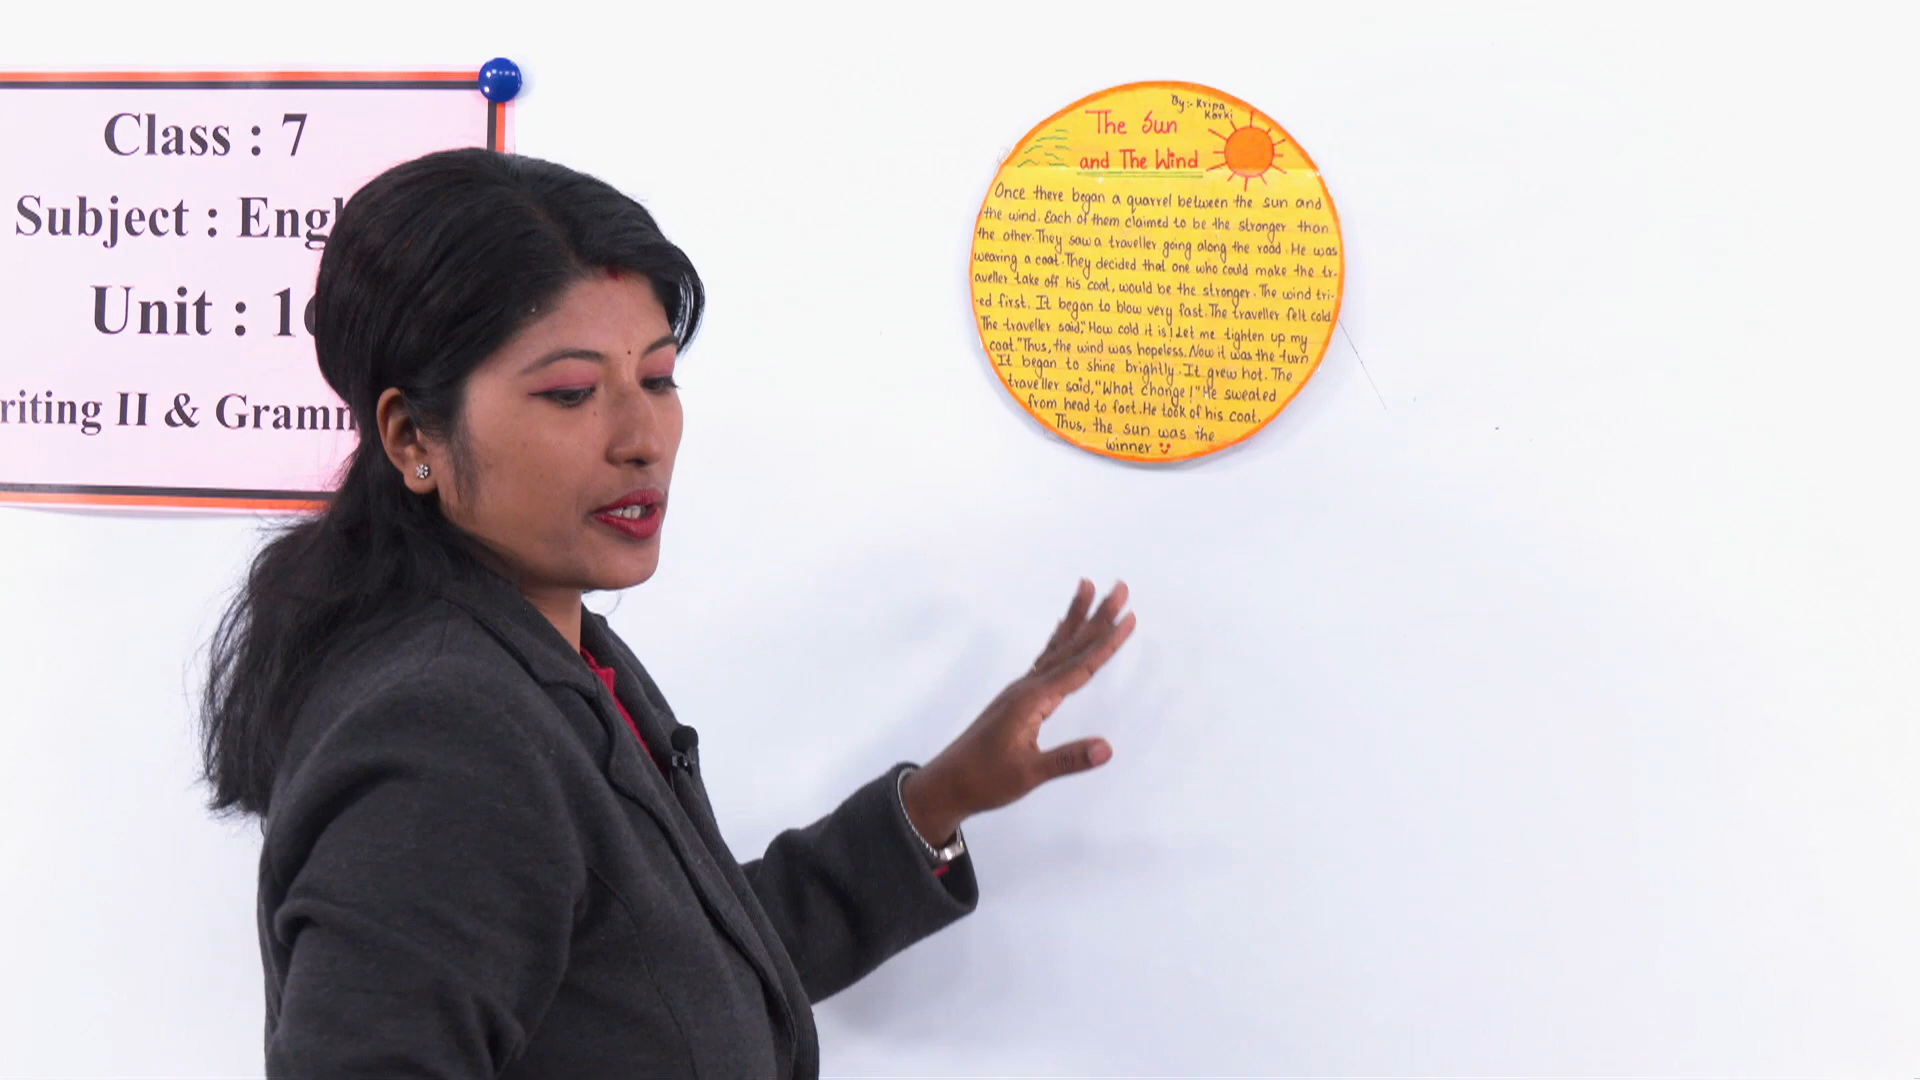 Class : 7
Subject : Engl
Unit : 16
riting II & Gramm
By:- Kripa
Karki
The Sun
and The Wind
Once there began a quarrel between the sun and
the wind. Each of them claimed to be the stronger than
the other. They saw a traveller going along the road. He was
wearing a coat. They decided that one who could make the tr-
aveller take off his coat, would be the stronger. The wind tri-
-ed first. It began to blow very fast. The traveller felt cold.
The traveller said," How cold it is! Let me tighten up my
coat." Thus, the wind was hopeless. Now it was the turn
It began to shine brightly. It grew hot. The
traveller said, "What change!" He sweated
from head to foot. He took of his coat.
Thus, the sun was the
winner